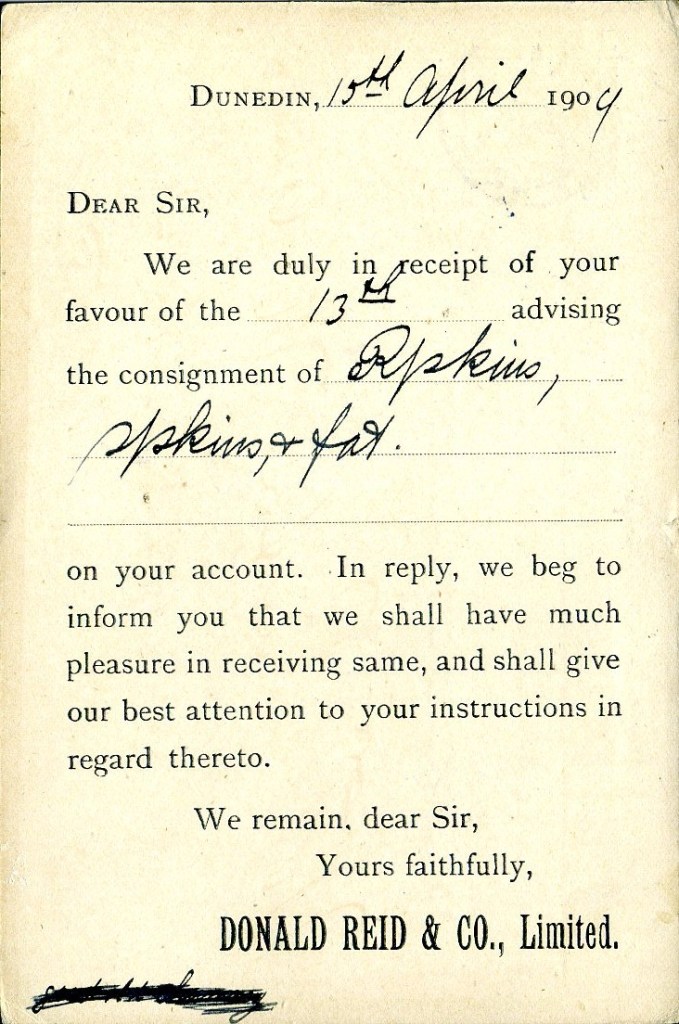 DUNEDIN, 15th April 1909
DEAR SIR,
We are duly in receipt of your
favour of the 13th advising
the consignment of Rpskins,
spskins, & fat.
on your account. In reply, we beg to
inform you that we shall have much
pleasure in receiving same, and shall give
our best attention to your instructions in
regard thereto.
We remain, dear Sir,
Yours faithfully,
DONALD REID & CO., Limited.